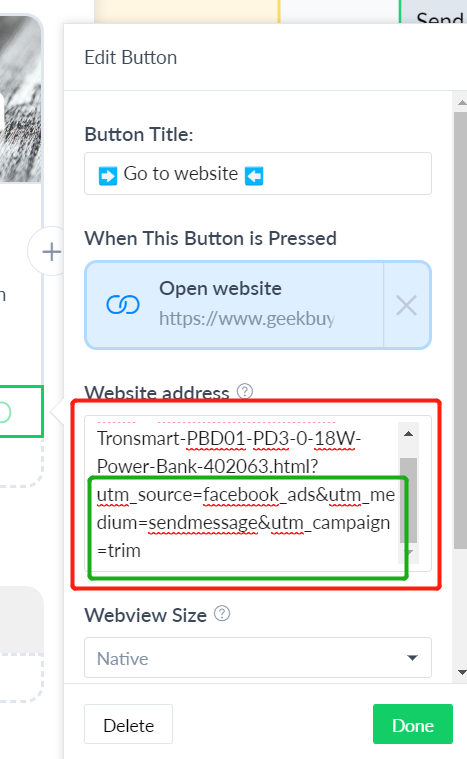 Send
Edit Button
Button Title:
➡️ Go to website ⬅️
When This Button is Pressed
Open website
https://www.geekbuy
Website address
Tronsmart-PBD01-PD3-0-18W-
Power-Bank-402063.html?
utm_source=facebook_ads&utm_me
dium=sendmessage&utm_campaign
=trim
Webview Size
Native
Delete
Done